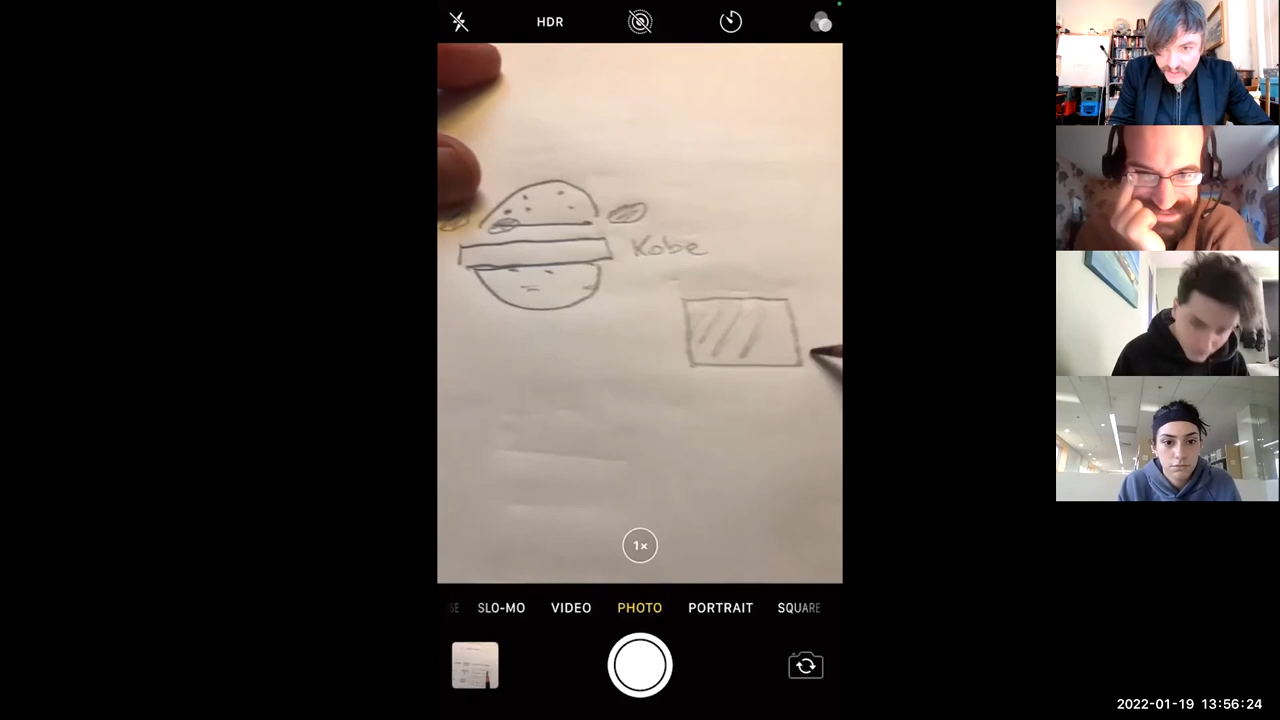 HDR
Kobe
1×
SLO-MO VIDEO PHOTO PORTRAIT SQUARE
2022-01-19 13:56:24